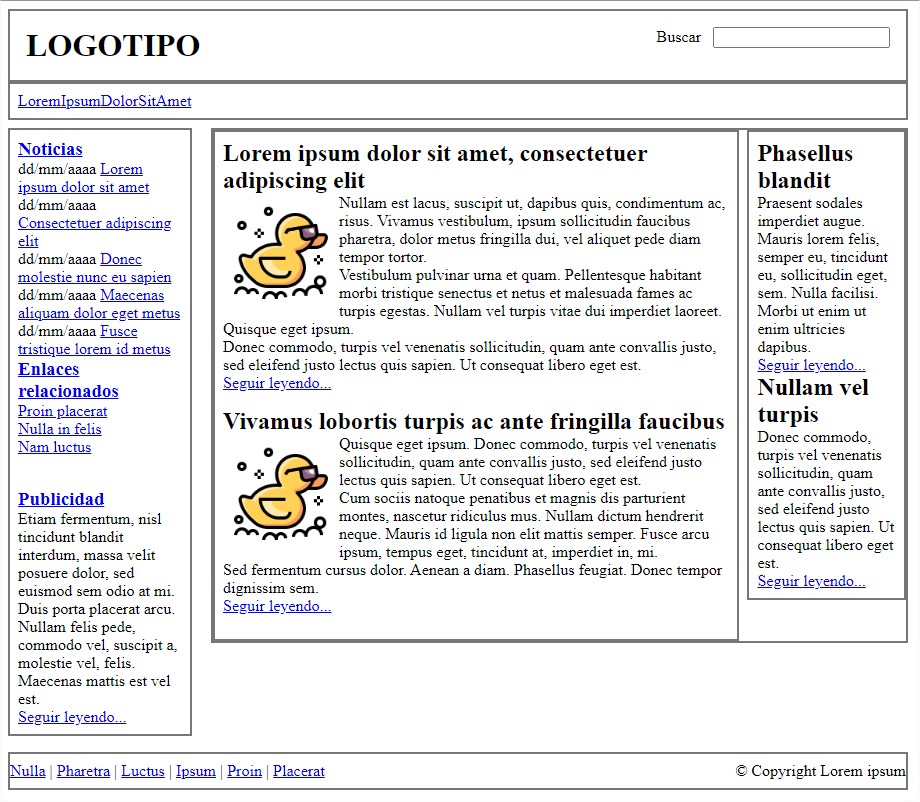 LOGOTIPO
Buscar
LoremIpsumDolorSitAmet
Noticias
dd/mm/aaaa Lorem
ipsum dolor sit amet
dd/mm/aaaa
Consectetuer adipiscing
elit
dd/mm/aaaa Donec
molestie nunc eu sapien
dd/mm/aaaa Maecenas
aliquam dolor eget metus
dd/mm/aaaa Fusce
tristique lorem id metus
Enlaces
relacionados
Proin placerat
Nulla in felis
Nam luctus
Publicidad
Etiam fermentum, nisl
tincidunt blandit
interdum, massa velit
posuere dolor, sed
euismod sem odio at mi.
Duis porta placerat arcu.
Nullam felis pede,
commodo vel, suscipit a,
molestie vel, felis.
Maecenas mattis est vel
est.
Seguir leyendo...
Lorem ipsum dolor sit amet, consectetuer
adipiscing elit
Nullam est lacus, suscipit ut, dapibus quis, condimentum ac,
risus. Vivamus vestibulum, ipsum sollicitudin faucibus
pharetra, dolor metus fringilla dui, vel aliquet pede diam
tempor tortor.
Vestibulum pulvinar urna et quam. Pellentesque habitant
morbi tristique senectus et netus et malesuada fames ac
turpis egestas. Nullam vel turpis vitae dui imperdiet laoreet.
Quisque eget ipsum.
Donec commodo, turpis vel venenatis sollicitudin, quam ante convallis justo,
sed eleifend justo lectus quis sapien. Ut consequat libero eget est.
Seguir leyendo...
Vivamus lobortis turpis ac ante fringilla faucibus
Quisque eget ipsum. Donec commodo, turpis vel venenatis
sollicitudin, quam ante convallis justo, sed eleifend justo
lectus quis sapien. Ut consequat libero eget est.
Cum sociis natoque penatibus et magnis dis parturient
montes, nascetur ridiculus mus. Nullam dictum hendrerit
neque. Mauris id ligula non elit mattis semper. Fusce arcu
ipsum, tempus eget, tincidunt at, imperdiet in, mi.
Sed fermentum cursus dolor. Aenean a diam. Phasellus feugiat. Donec tempor
dignissim sem.
Seguir leyendo...
Phasellus
blandit
Praesent sodales
imperdiet augue.
Mauris lorem felis,
semper eu, tincidunt
eu, sollicitudin eget,
sem. Nulla facilisi.
Morbi ut enim ut
enim ultricies
dapibus.
Seguir leyendo...
Nullam vel
turpis
Donec commodo,
turpis vel venenatis
sollicitudin, quam
ante convallis justo,
sed eleifend justo
lectus quis sapien. Ut
consequat libero eget
est.
Seguir leyendo...
Nulla | Pharetra | Luctus | Ipsum | Proin | Placerat
© Copyright Lorem ipsum